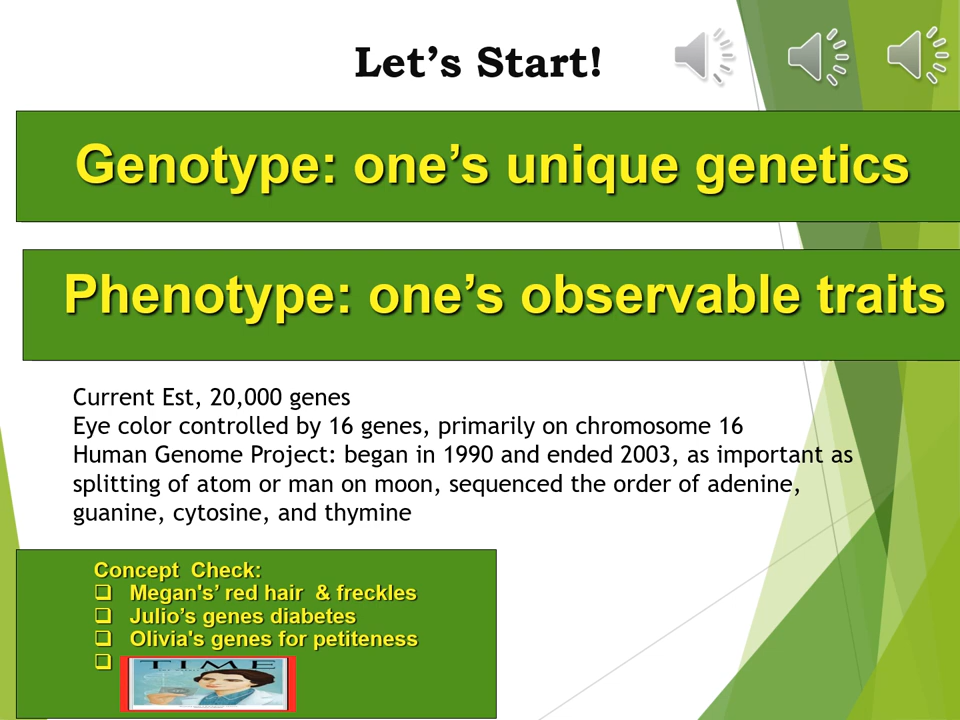 Let’s Start!
Genotype: one’s unique genetics
Phenotype: one’s observable traits
Current Est, 20,000 genes
Eye color controlled by 16 genes, primarily on chromosome 16
Human Genome Project: began in 1990 and ended 2003, as important as
splitting of atom or man on moon, sequenced the order of adenine,
guanine, cytosine, and thymine
Concept Check:
Megan's’ red hair & freckles
Julio’s genes diabetes
Olivia's genes for petiteness
TIME